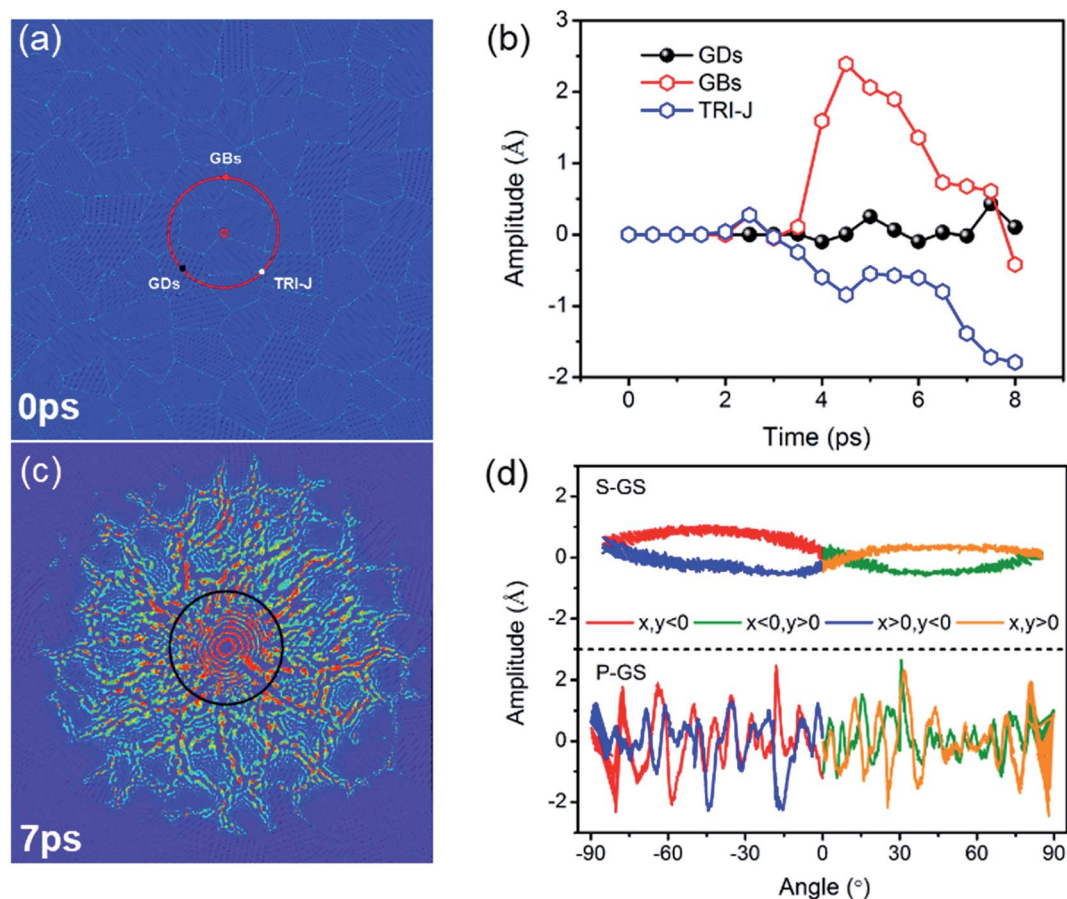 (a)
GBs
GDs
TRI-J
0ps
(b)
GDs
GBs
TRI-J
Amplitude (Å)
3
2
1
0
-1
-2
0
2
4
6
8
Time (ps)
(c)
7ps
(d)
S-GS
x,y<0
x<0,y>0
x>0,y<0
x,y>0
P-GS
Amplitude (Å)
2
0
-2
2
0
-2
-90
-60
-30
0
30
60
90
Angle (°)